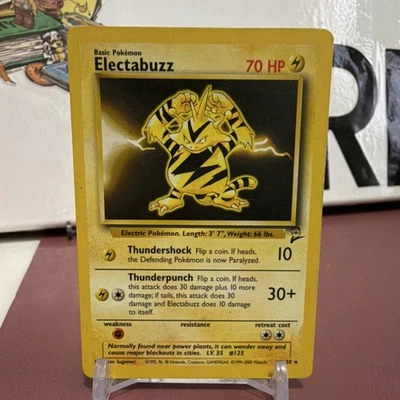 Basic Pokémon
Electabuzz 70 HP
Electric Pokémon. Length: 3' 7", Weight: 66 lbs.
Thundershock Flip a coin. If heads,
the Defending Pokémon is now Paralyzed.
10
Thunderpunch Flip a coin. If heads,
this attack does 30 damage plus 10 more
damage; if tails, this attack does 30
damage and Electabuzz does 10 damage
to itself.
30+
weakness resistance retreat cost
Normally found near power plants, it can wander away and
cause major blackouts in cities. LV. 35 #125